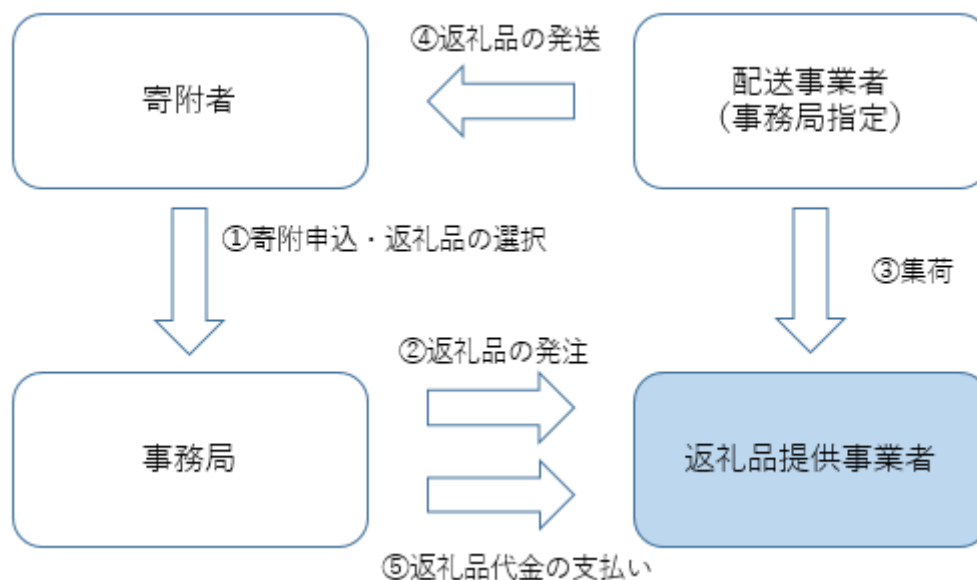 ④返礼品の発送
寄附者
配送事業者
(事務局指定)
①寄附申込・返礼品の選択
③集荷
②返礼品の発注
事務局
返礼品提供事業者
⑤返礼品代金の支払い